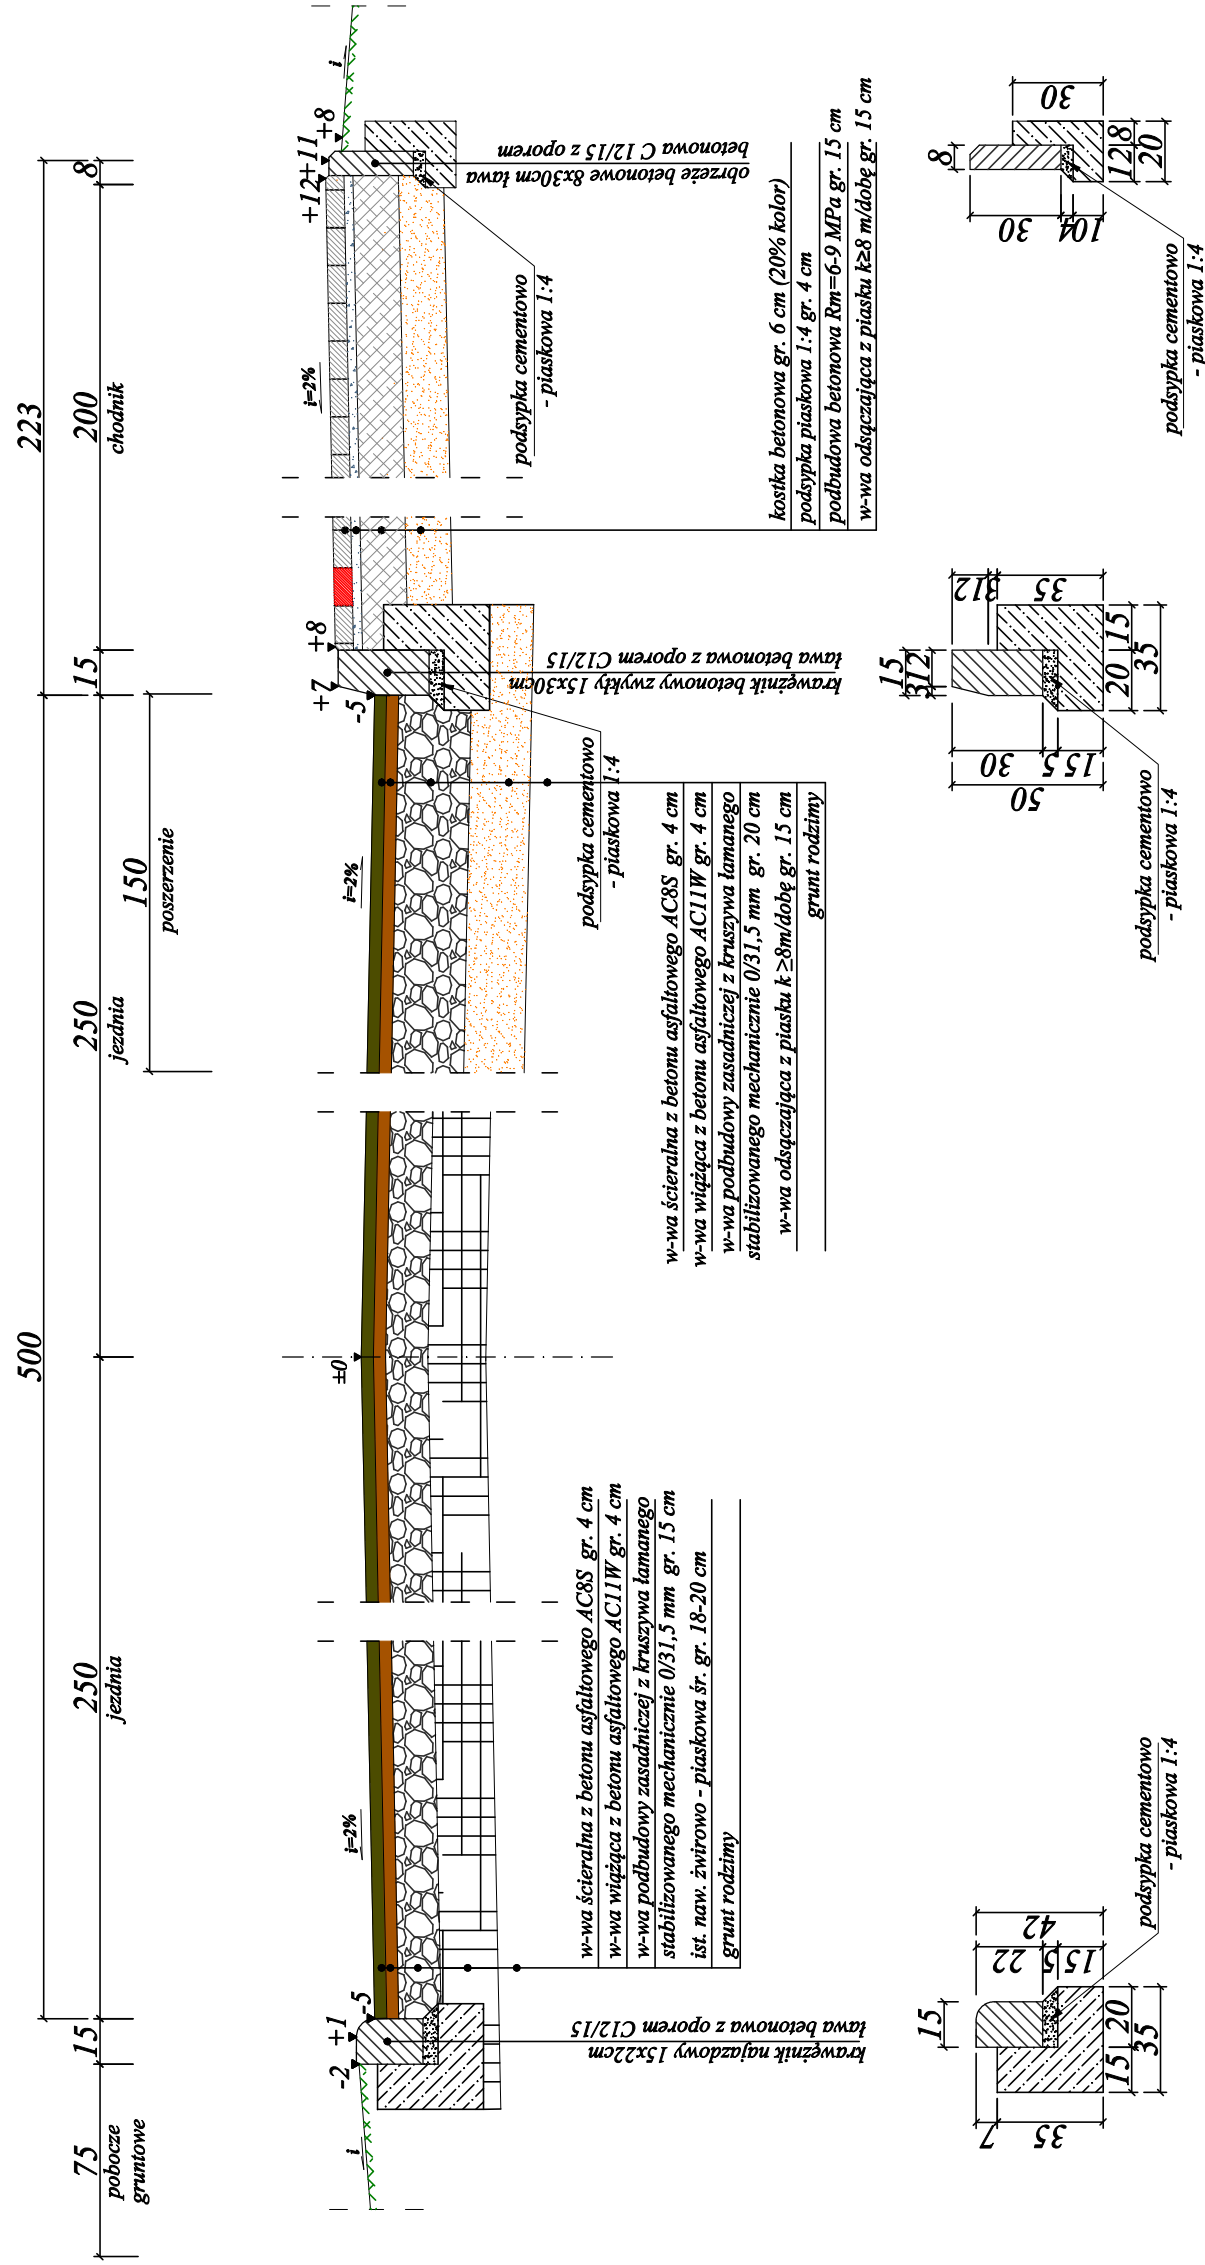 500
223
75
pobocze
gruntowe
15
250
jezdnia
250
jezdnia
15
200
chodnik
8
150
poszerzenie
i
-2
+1
-5
i=2%
±0
i=2%
-5
+7
+8
i=2%
+12
+11
+8
i
krawężnik najazdowy 15x22cm
ława betonowa z oporem C12/15
w-wa ścieralna z betonu asfaltowego AC8S gr. 4 cm
w-wa wiążąca z betonu asfaltowego AC11W gr. 4 cm
w-wa podbudowy zasadniczej z kruszywa łamanego
stabilizowanego mechanicznie 0/31,5 mm gr. 15 cm
ist. naw. żwirowo - piaskowa śr. gr. 18-20 cm
grunt rodzimy
w-wa ścieralna z betonu asfaltowego AC8S gr. 4 cm
w-wa wiążąca z betonu asfaltowego AC11W gr. 4 cm
w-wa podbudowy zasadniczej z kruszywa łamanego
stabilizowanego mechanicznie 0/31,5 mm gr. 20 cm
w-wa odsączająca z piasku k ≥8m/dobę gr. 15 cm
grunt rodzimy
podsypka cementowo
- piaskowa 1:4
krawężnik betonowy zwykły 15x30cm
ława betonowa z oporem C12/15
kostka betonowa gr. 6 cm (20% kolor)
podsypka piaskowa 1:4 gr. 4 cm
podbudowa betonowa Rm=6-9 MPa gr. 15 cm
w-wa odsączająca z piasku k≥8 m/dobę gr. 15 cm
podsypka cementowo
- piaskowa 1:4
obrzeże betonowe 8x30cm ława
betonowa C 12/15 z oporem
15
7
35
22
5
15
42
15
20
35
podsypka cementowo
- piaskowa 1:4
15
3
12
30
5
15
50
3
12
35
20
15
35
podsypka cementowo
- piaskowa 1:4
8
30
4
10
30
12
8
20
podsypka cementowo
- piaskowa 1:4